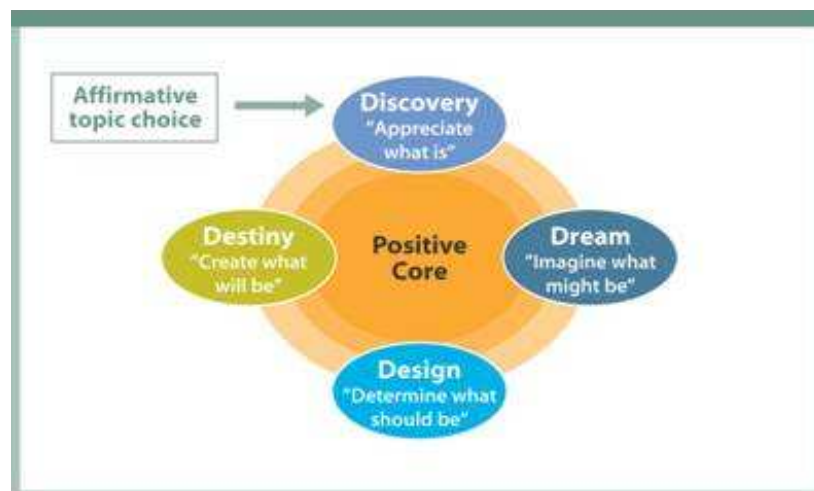 Affirmative
topic choice
Discovery
"Appreciate
what is"
Destiny
"Create what
will be"
Positive
Core
Dream
"Imagine what
might be"
Design
"Determine what
should be"